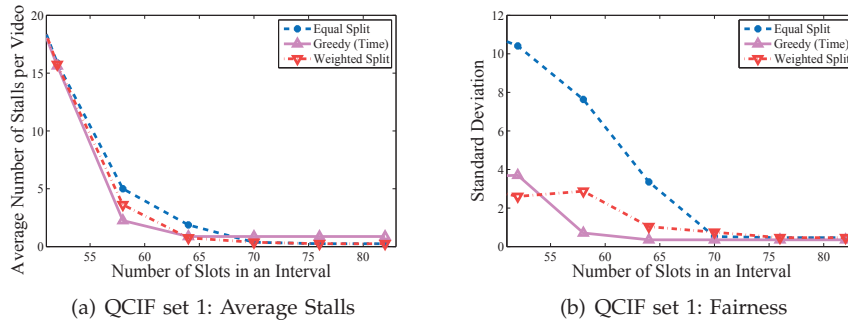 Average Number of Stalls per Video
20
15
10
5
0
55 60 65 70 75 80
Number of Slots in an Interval
Equal Split
Greedy (Time)
Weighted Split
(a) QCIF set 1: Average Stalls
Standard Deviation
12
10
8
6
4
2
0
55 60 65 70 75 80
Number of Slots in an Interval
Equal Split
Greedy (Time)
Weighted Split
(b) QCIF set 1: Fairness